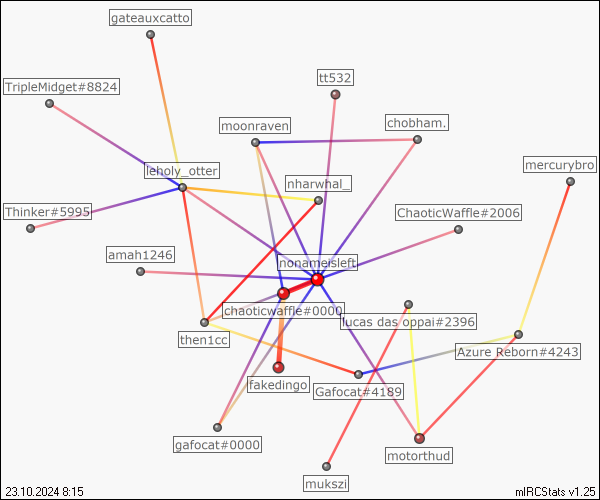 gateauxcatto
TripleMidget#8824
tt532
moonraven
chobham.
leholy_otter
mercurybro
nharwhal_
Thinker#5995
ChaoticWaffle#2006
amah1246
nonameisleft
chaoticwaffle#0000
lucas das oppai#2396
then1cc
Azure Reborn#4243
fakedingo
Gafocat#4189
gafocat#0000
motorthud
mukszi
23.10.2024 8:15
mIRCStats v1.25